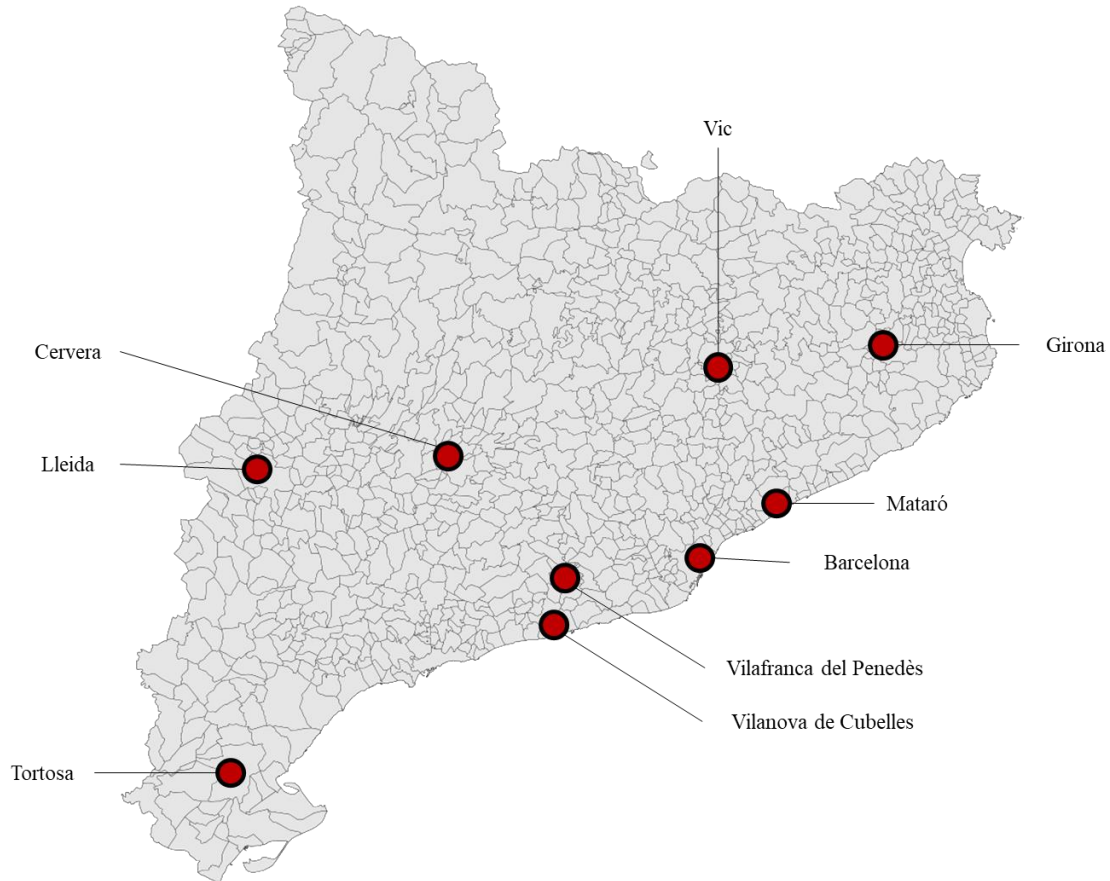 Vic
Girona
Cervera
Lleida
Mataró
Barcelona
Vilafranca del Penedès
Vilanova de Cubelles
Tortosa